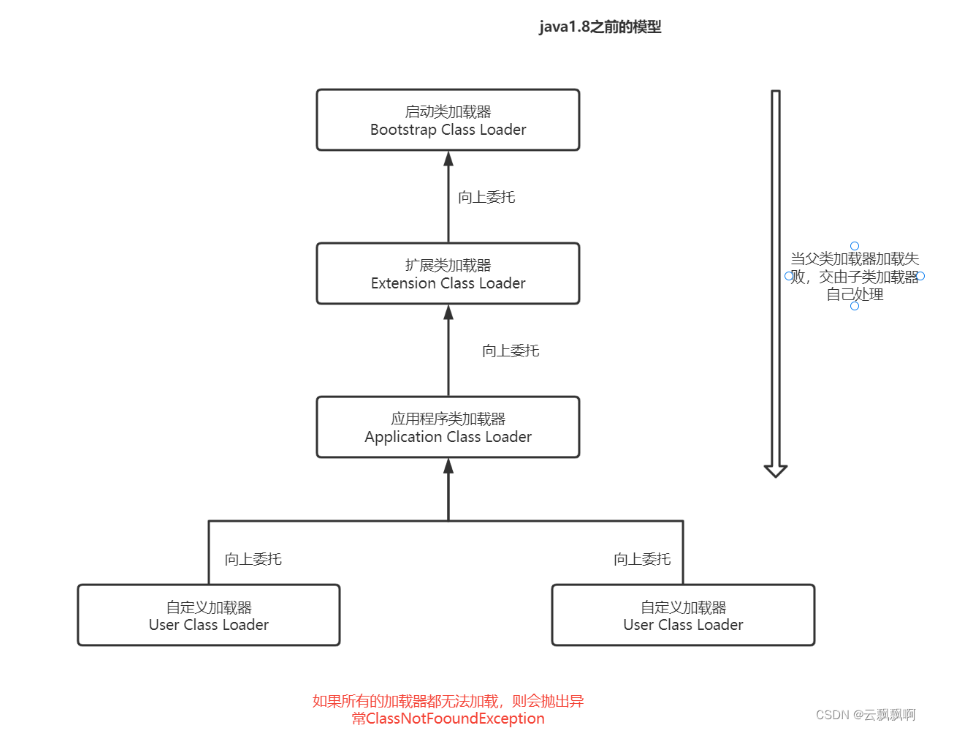 java1.8之前的模型
启动类加载器
Bootstrap Class Loader
向上委托
扩展类加载器
Extension Class Loader
当父类加载器加载失
败，交由子类加载器
自己处理
向上委托
应用程序类加载器
Application Class Loader
向上委托
向上委托
自定义加载器
User Class Loader
自定义加载器
User Class Loader
如果所有的加载器都无法加载，则会抛出异
常ClassNotFooundException
CSDN @云飘飘啊